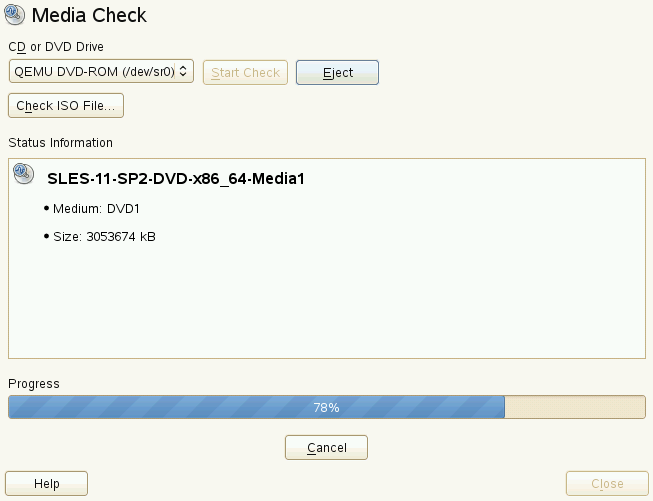 Media Check
CD or DVD Drive
QEMU DVD-ROM (/dev/sr0) Start Check Eject
Check ISO File...
Status Information
SLES-11-SP2-DVD-x86_64-Media1
• Medium: DVD1
• Size: 3053674 kB
Progress
78%
Cancel
Help Close